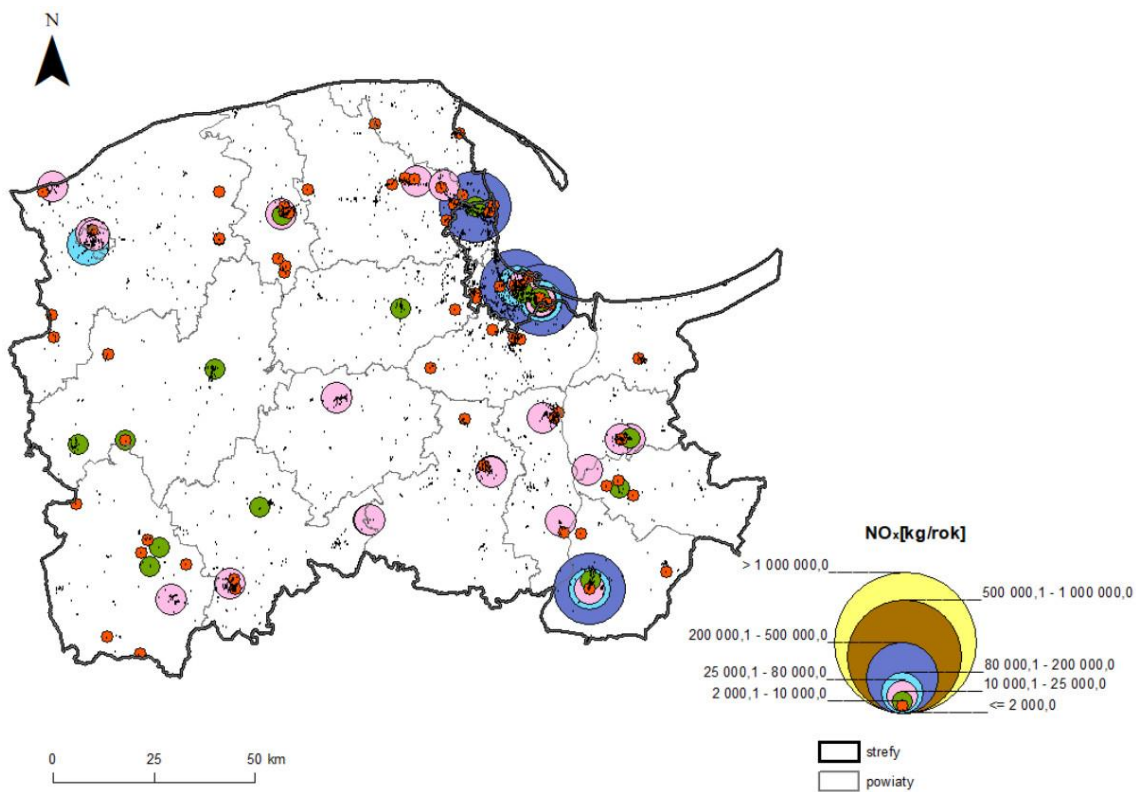 N
NOx[kg/rok]
> 1 000 000,0
500 000,1 - 1 000 000,0
200 000,1 - 500 000,0
80 000,1 - 200 000,0
25 000,1 - 80 000,0
10 000,1 - 25 000,0
2 000,1 - 10 000,0
<= 2 000,0
strefy
powiaty
0 25 50 km